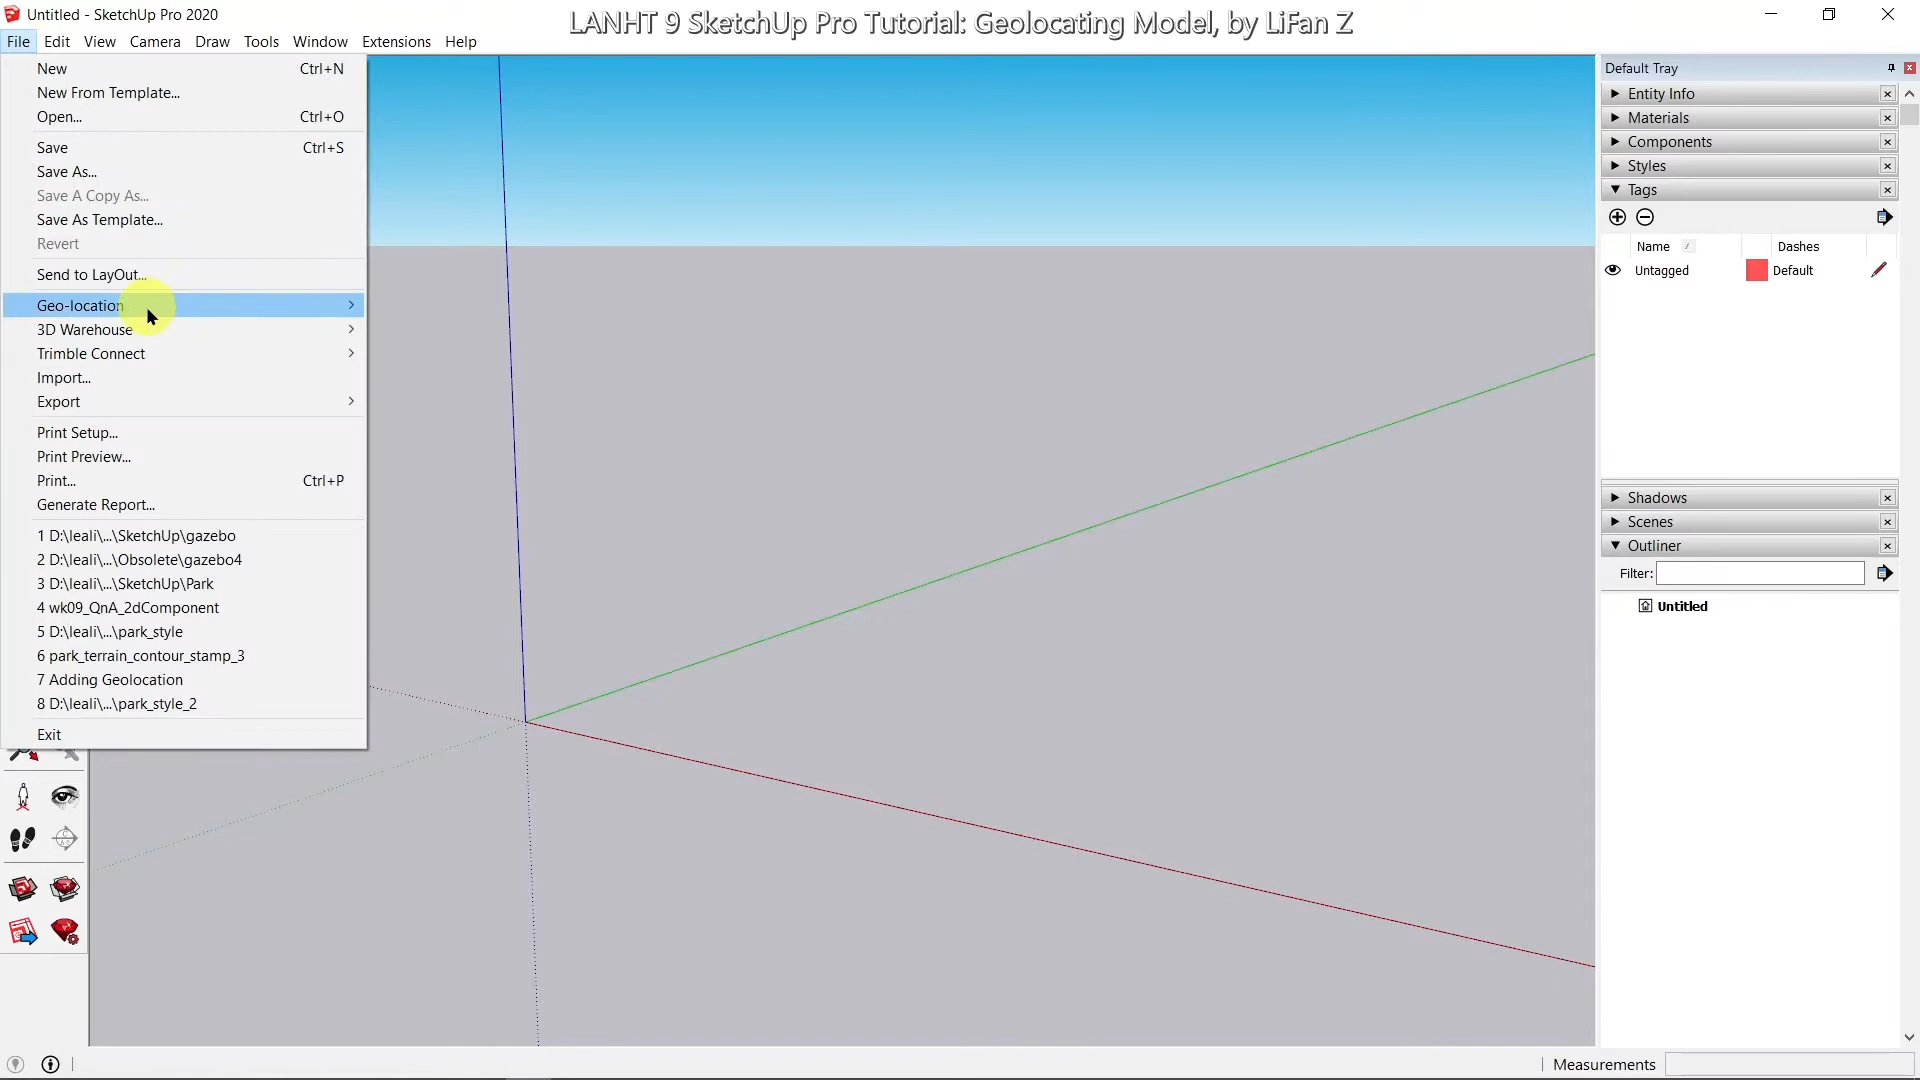 Untitled - SketchUp Pro 2020
LANHT 9 SketchUp Pro Tutorial: Geolocating Model, by LiFan Z
File Edit View Camera Draw Tools Window Extensions Help
New Ctrl+N
New From Template...
Open... Ctrl+O
Save Ctrl+S
Save As...
Save A Copy As...
Save As Template...
Revert
Send to LayOut...
Geo-location
3D Warehouse
Trimble Connect
Import...
Export
Print Setup...
Print Preview...
Print... Ctrl+P
Generate Report...
1 D:\leali\...\SketchUp\gazebo
2 D:\leali\...\Obsolete\gazebo4
3 D:\leali\...\SketchUp\Park
4 wk09_QnA_2dComponent
5 D:\leali\...\park_style
6 park_terrain_contour_stamp_3
7 Adding Geolocation
8 D:\leali\...\park_style_2
Exit
Default Tray
Entity Info
Materials
Components
Styles
Tags
Name Dashes
Untagged Default
Shadows
Scenes
Outliner
Filter:
Untitled
Measurements